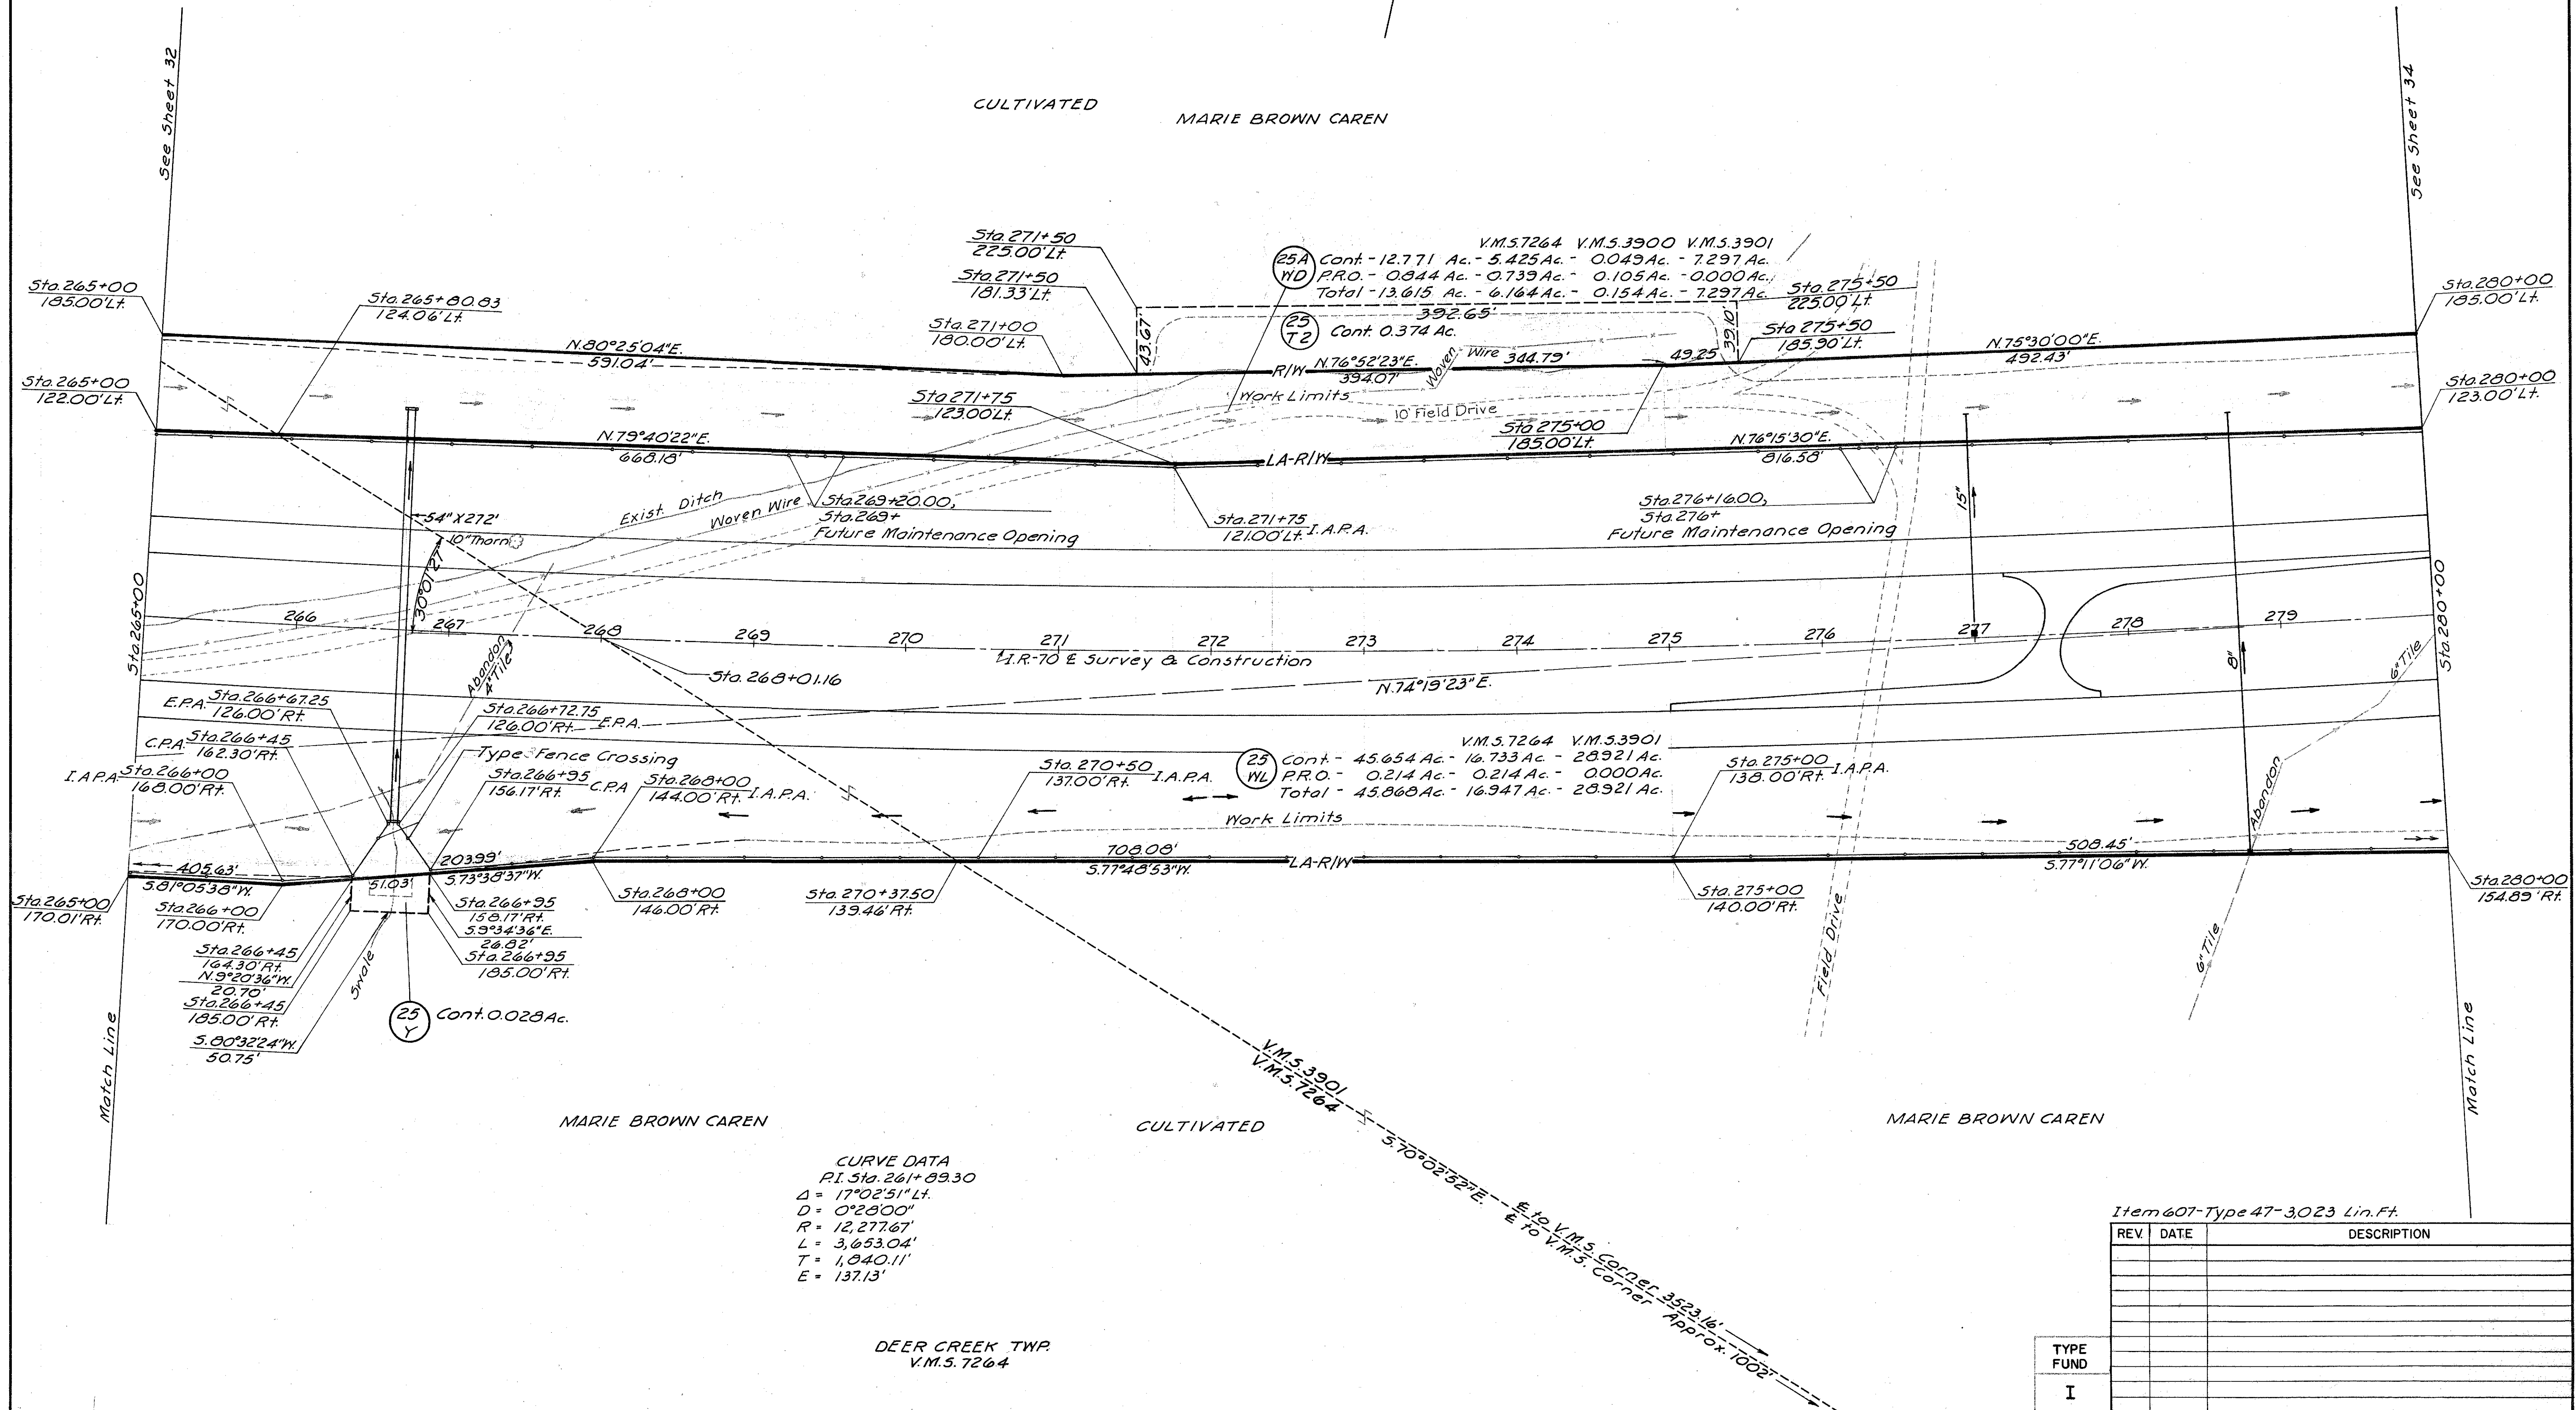 See Sheet 32
See Sheet 34
CULTIVATED
MARIE BROWN CAREN
Sta. 271+50
225.00' Lt.
Sta. 271+50
181.33' Lt.
Sta. 271+00
180.00' Lt.
V.M.S. 7264 V.M.S. 3900 V.M.S. 3901
25A
WD
Cont. - 12.771 Ac. - 5.425 Ac. - 0.049 Ac. - 7.297 Ac.
P.R.O. - 0.844 Ac. - 0.739 Ac. - 0.105 Ac. - 0.000 Ac.
Total - 13.615 Ac. - 6.164 Ac. - 0.154 Ac. - 7.297 Ac.
Sta. 275+50
225.00' Lt.
392.65'
25
T2
Cont. 0.374 Ac.
43.67'
39.10'
Sta. 275+50
185.90' Lt.
Sta. 265+00
185.00' Lt.
Sta. 265+80.83
124.06' Lt.
Sta. 280+00
185.00' Lt.
N.80°25'04"E.
591.04'
R/W
N.76°52'23"E.
394.07'
Woven Wire
344.79'
49.25
N.75°30'00"E.
492.43'
Sta. 265+00
122.00' Lt.
Sta. 271+75
123.00' Lt.
Work Limits
10' Field Drive
Sta. 275+00
185.00' Lt.
Sta. 280+00
123.00' Lt.
N.79°40'22"E.
668.18'
LA-R/W
N.76°15'30"E.
816.58'
Exist. Ditch
Woven Wire
54" X 272'
10" Thorn
30°01'27"
Sta. 269+20.00,
Sta. 269+
Future Maintenance Opening
Sta. 271+75
121.00' Lt. I.A.P.A.
Sta. 276+16.00,
Sta. 276+
Future Maintenance Opening
15"
Sta. 265+00
266 267 268 269 270 271 272 273 274 275 276 277 278 279
Sta. 280+00
I.R-70 ℄ Survey & Construction
Abandon
4" Tile
Sta. 268+01.16
N.74°19'23"E.
8"
6" Tile
E.P.A. Sta. 266+67.25
126.00' Rt.
Sta. 266+72.75
126.00' Rt. E.P.A.
C.P.A. Sta. 266+45
162.30' Rt.
Type 3 Fence Crossing
I.A.P.A. Sta. 266+00
168.00' Rt.
Sta. 266+95
156.17' Rt. C.P.A
Sta. 268+00
144.00' Rt. I.A.P.A.
Sta. 270+50
137.00' Rt. I.A.P.A.
V.M.S. 7264 V.M.S. 3901
25
WL
Cont. - 45.654 Ac. - 16.733 Ac. - 28.921 Ac.
P.R.O. - 0.214 Ac. - 0.214 Ac. - 0.000 Ac.
Total - 45.868 Ac. - 16.947 Ac. - 28.921 Ac.
Sta. 275+00
138.00' Rt. I.A.P.A.
Work Limits
Abandon
405.63'
S.81°05'38"W.
51.03'
203.99'
S.73°38'37"W.
708.08'
S.77°48'53"W.
LA-R/W
508.45'
S.77°11'06"W.
Sta. 265+00
170.01' Rt.
Sta. 266+00
170.00' Rt.
Sta. 266+95
158.17' Rt.
S.9°34'36"E.
26.82'
Sta. 266+95
185.00' Rt.
Sta. 268+00
146.00' Rt.
Sta. 270+37.50
139.46' Rt.
Sta. 275+00
140.00' Rt.
Sta. 280+00
154.89' Rt.
Sta. 266+45
164.30' Rt.
N.9°20'36"W.
20.70'
Sta. 266+45
185.00' Rt.
S.80°32'24"W.
50.75'
Swale
25
Y
Cont. 0.028 Ac.
Field Drive
6" Tile
Match Line
Match Line
V.M.S. 3901
V.M.S. 7264
S.70°02'52"E.
℄ to V.M.S. Corner 3523.16'
℄ to V.M.S. Corner Approx. 1002'
MARIE BROWN CAREN
CULTIVATED
MARIE BROWN CAREN
CURVE DATA
P.I. Sta. 261+89.30
Δ = 17°02'51" Lt.
D = 0°28'00"
R = 12,277.67'
L = 3,653.04'
T = 1,840.11'
E = 137.13'
DEER CREEK TWP.
V.M.S. 7264
Item 607-Type 47-3,023 Lin. Ft.
REV. DATE DESCRIPTION
TYPE
FUND
I